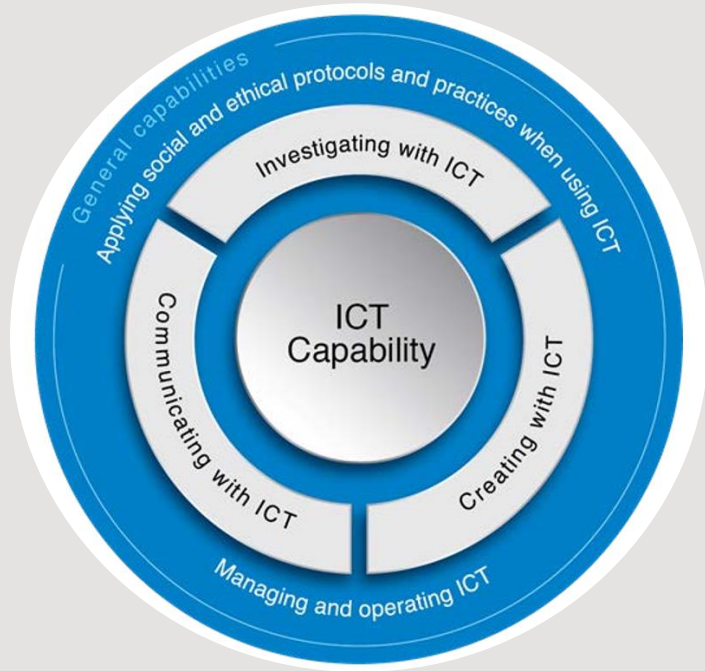 General capabilities
Applying social and ethical protocols and practices when using ICT
Investigating with ICT
ICT
Capability
Communicating with ICT
Creating with ICT
Managing and operating ICT